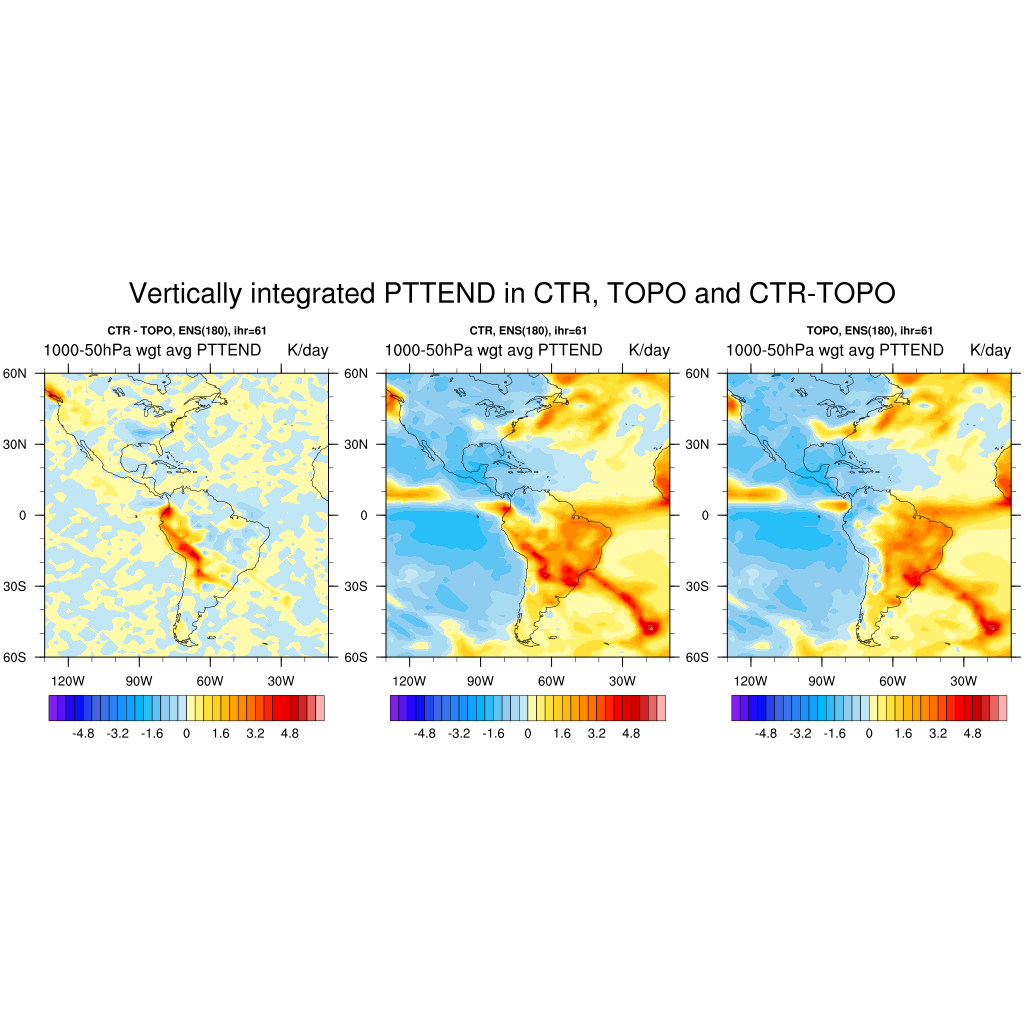 Vertically integrated PTTEND in CTR, TOPO and CTR-TOPO
CTR - TOPO, ENS(180), ihr=61
1000-50hPa wgt avg PTTEND K/day
60N
30N
0
30S
60S
120W 90W 60W 30W
-4.8 -3.2 -1.6 0 1.6 3.2 4.8
CTR, ENS(180), ihr=61
1000-50hPa wgt avg PTTEND K/day
60N
30N
0
30S
60S
120W 90W 60W 30W
-4.8 -3.2 -1.6 0 1.6 3.2 4.8
TOPO, ENS(180), ihr=61
1000-50hPa wgt avg PTTEND K/day
60N
30N
0
30S
60S
120W 90W 60W 30W
-4.8 -3.2 -1.6 0 1.6 3.2 4.8